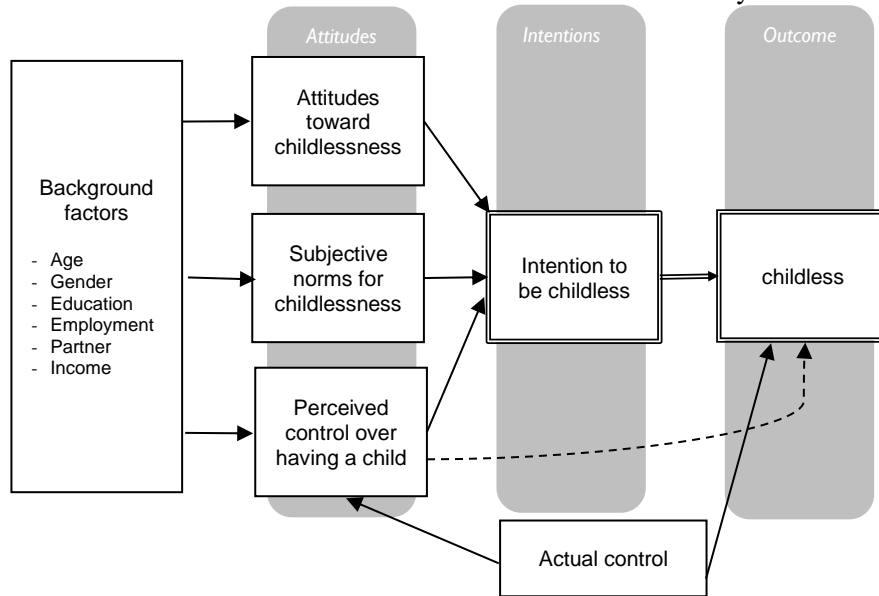 Attitudes
Intentions
Outcome
Background
factors
- Age
- Gender
- Education
- Employment
- Partner
- Income
Attitudes
toward
childlessness
Subjective
norms for
childlessness
Perceived
control over
having a child
Intention to
be childless
childless
Actual control